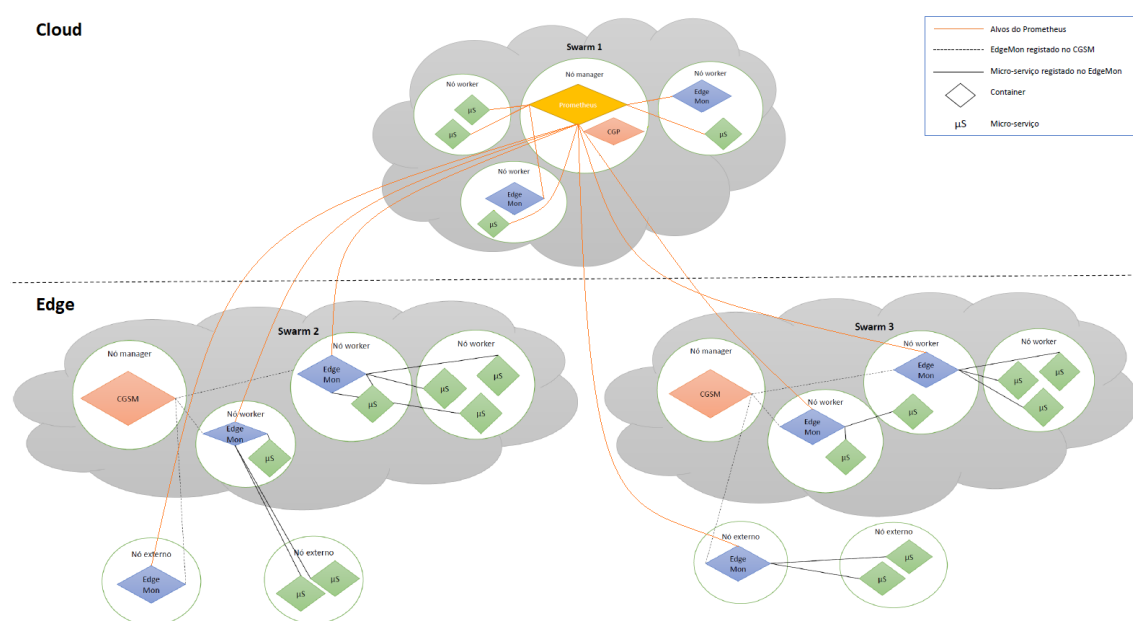 Cloud
Swarm 1
Nó manager
Prometheus
CGP
Nó worker
µS
µS
Nó worker
Edge
Mon
µS
Nó worker
Edge
Mon
µS
Alvos do Prometheus
EdgeMon registado no CGSM
Micro-serviço registado no EdgeMon
Container
µS
Micro-serviço
Edge
Swarm 2
Nó manager
CGSM
Nó worker
Edge
Mon
µS
Nó worker
Edge
Mon
µS
Nó worker
µS
µS
µS
Nó externo
Edge
Mon
Nó externo
µS
µS
Swarm 3
Nó manager
CGSM
Nó worker
Edge
Mon
µS
Nó worker
Edge
Mon
µS
Nó worker
µS
µS
µS
Nó externo
Edge
Mon
Nó externo
µS
µS